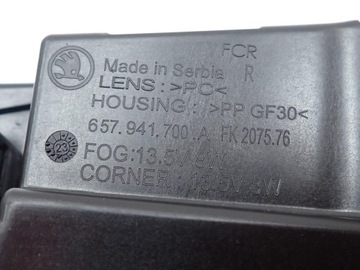 FCR
Made in Serbia R
LENS: >PC<
HOUSING: >PP GF30<
657.941.700.A FK 2075.76
23
FOG:13.5V
CORNER: